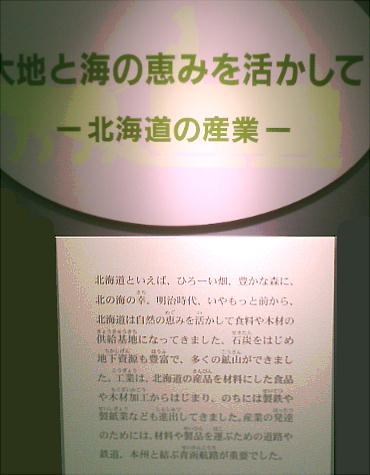 大地と海の恵みを活かして
ー北海道の産業ー
北海道といえば、ひろーい畑、豊かな森に、
北の海の幸。明治時代、いやもっと前から、
北海道は自然の恵みを活かして食料や木材の
供給基地になってきました。石炭をはじめ
地下資源も豊富で、多くの鉱山ができまし
た。工業は、北海道の産品を材料にした食品
や木材加工からはじまり、のちには製鉄や
製紙業なども進出してきました。産業の発達
のためには、材料や製品を運ぶための道路や
鉄道、本州と結ぶ青函航路が重要でした。